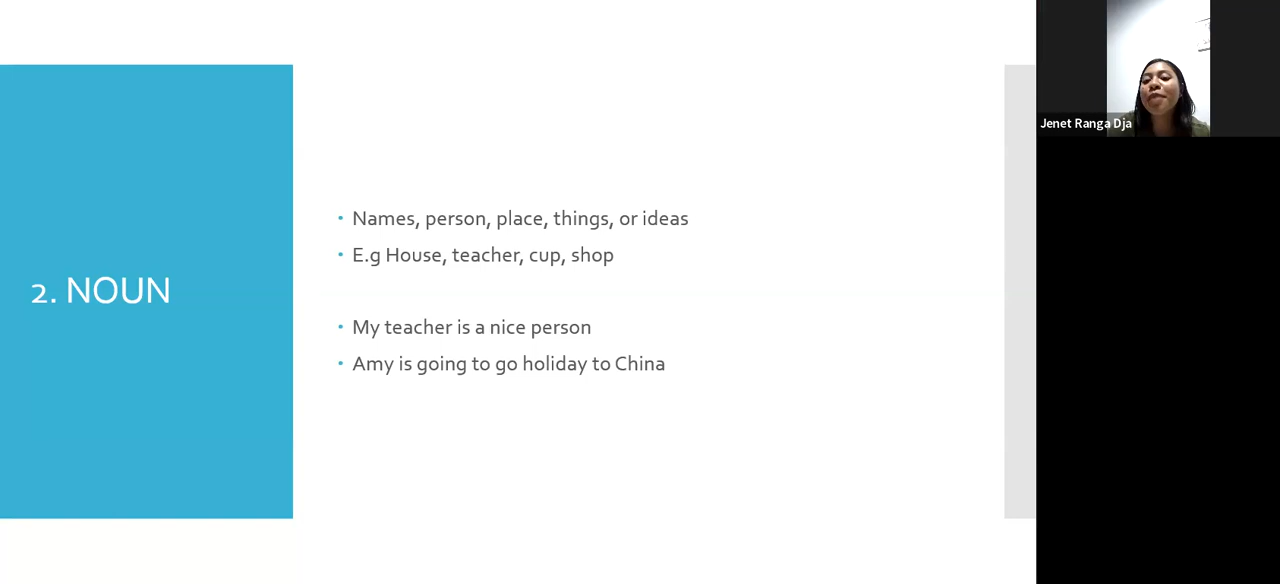 2. NOUN
Names, person, place, things, or ideas
E.g House, teacher, cup, shop
My teacher is a nice person
Amy is going to go holiday to China
Jenet Ranga Dja